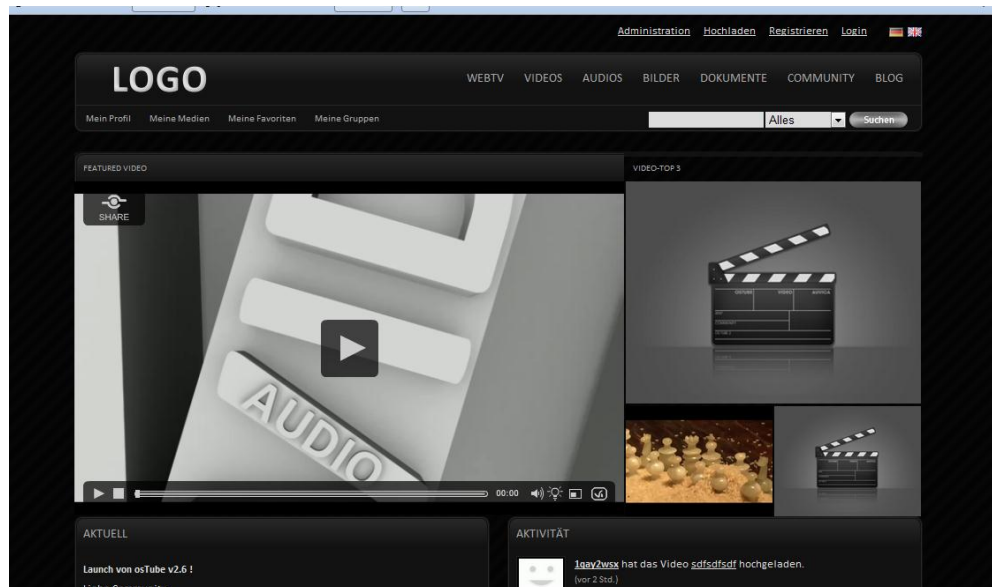 Administration Hochladen Registrieren Login
LOGO
WEBTV VIDEOS AUDIOS BILDER DOKUMENTE COMMUNITY BLOG
Mein Profil Meine Medien Meine Favoriten Meine Gruppen
Alles Suchen
FEATURED VIDEO
VIDEO-TOP 3
SHARE
AUDIO
00:00
AKTUELL
AKTIVITÄT
Launch von osTube v2.6 !
1qay2wsx hat das Video sdfsdfsdf hochgeladen.
(vor 2 Std.)